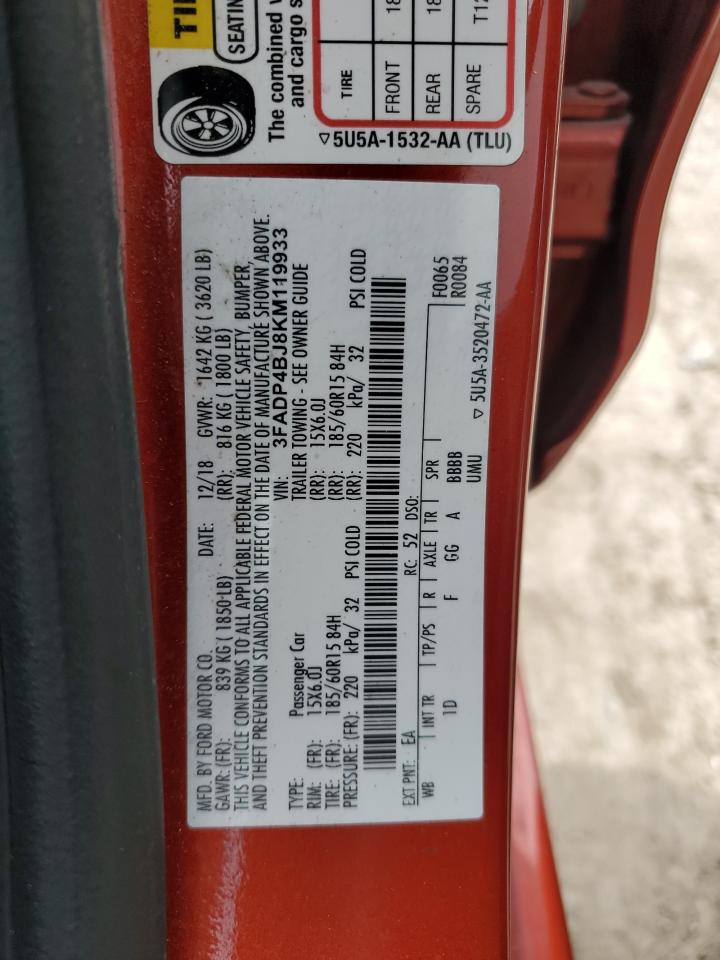 TIRE
SEATING
The combined
and cargo
TIRE
FRONT 18
REAR 18
SPARE T12
▽5U5A-1532-AA (TLU)
MFD. BY FORD MOTOR CO. DATE: 12/18 GVWR: 1642 KG ( 3620 LB)
GAWR: (FR): 839 KG ( 1850 LB) (RR): 816 KG ( 1800 LB)
THIS VEHICLE CONFORMS TO ALL APPLICABLE FEDERAL MOTOR VEHICLE SAFETY, BUMPER,
AND THEFT PREVENTION STANDARDS IN EFFECT ON THE DATE OF MANUFACTURE SHOWN ABOVE.
VIN: 3FADP4BJ8KM119933
TYPE: Passenger Car TRAILER TOWING - SEE OWNER GUIDE
RIM: (FR): 15X6.0J (RR): 15X6.0J
TIRE: (FR): 185/60R15 84H (RR): 185/60R15 84H
PRESSURE: (FR): 220 kPa/ 32 PSI COLD (RR): 220 kPa/ 32 PSI COLD
EXT PNT: EA RC: 52 DSO: F0065
WB INT TR TP/PS R AXLE TR SPR R0084
1D F GG A BBBB
UMU
▽ 5U5A-3520472-AA